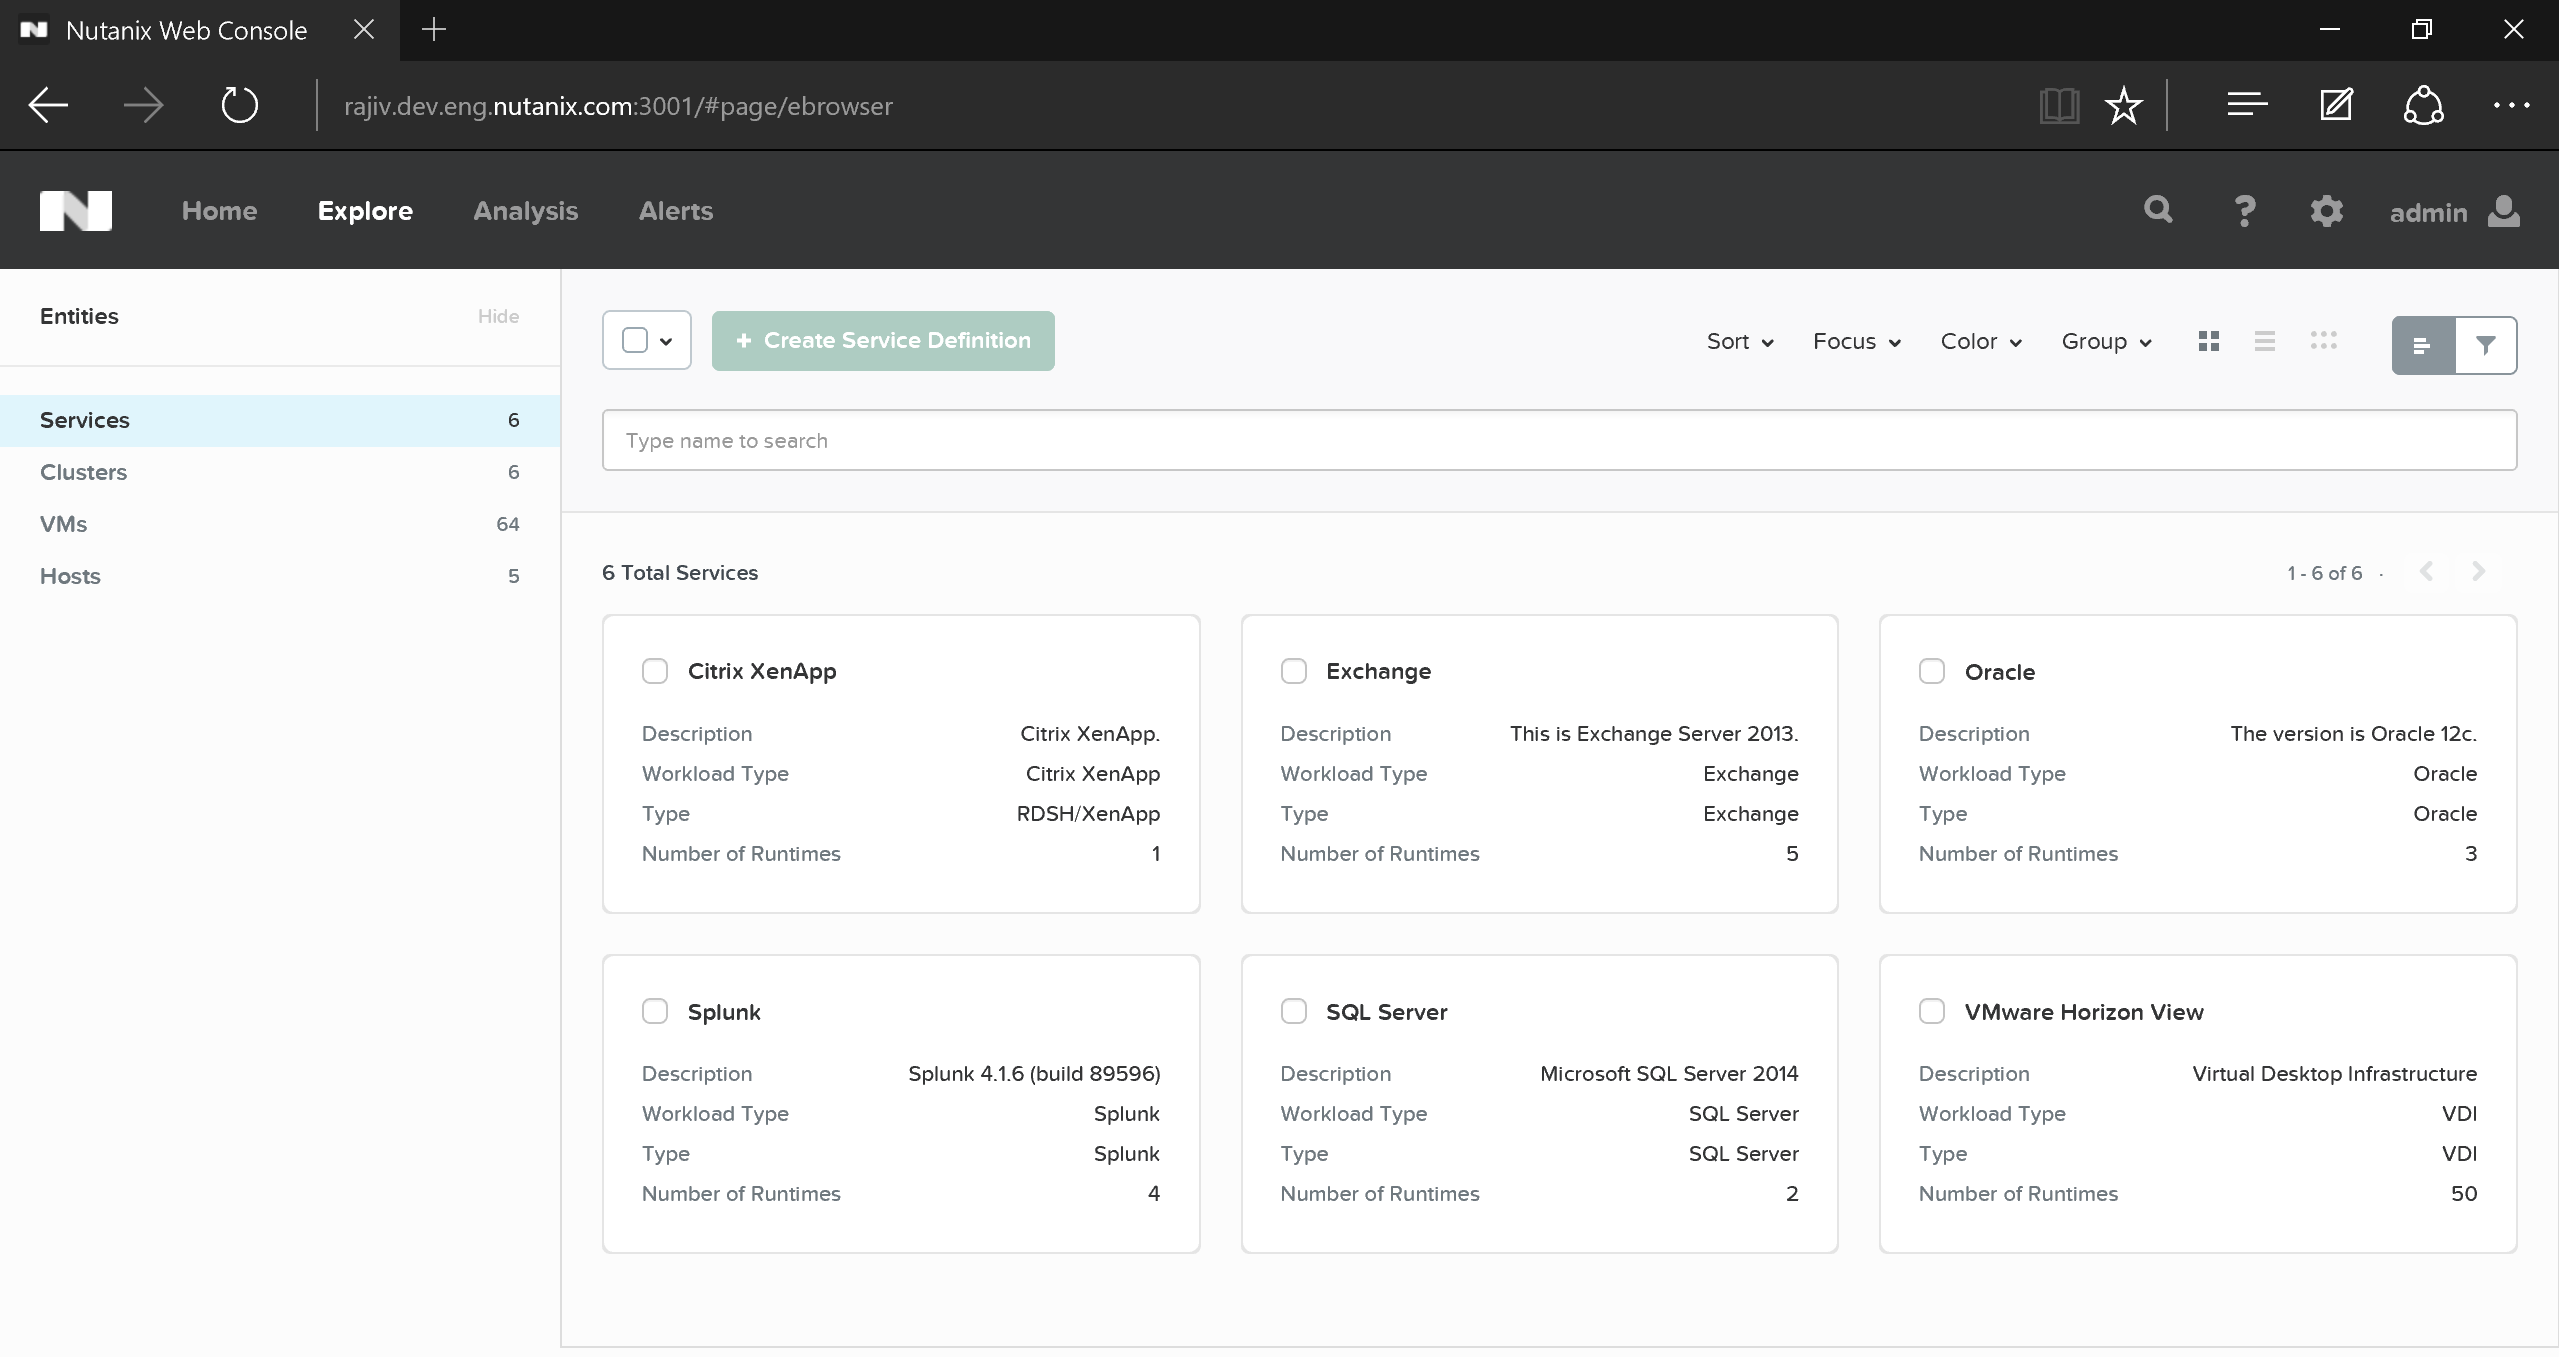 Nutanix Web Console
rajiv.dev.eng.nutanix.com:3001/#page/ebrowser
N Home Explore Analysis Alerts ? admin
Entities Hide
Services 6
Clusters 6
VMs 64
Hosts 5
+ Create Service Definition Sort Focus Color Group
Type name to search
6 Total Services 1 - 6 of 6 ·
Citrix XenApp
Description Citrix XenApp.
Workload Type Citrix XenApp
Type RDSH/XenApp
Number of Runtimes 1
Exchange
Description This is Exchange Server 2013.
Workload Type Exchange
Type Exchange
Number of Runtimes 5
Oracle
Description The version is Oracle 12c.
Workload Type Oracle
Type Oracle
Number of Runtimes 3
Splunk
Description Splunk 4.1.6 (build 89596)
Workload Type Splunk
Type Splunk
Number of Runtimes 4
SQL Server
Description Microsoft SQL Server 2014
Workload Type SQL Server
Type SQL Server
Number of Runtimes 2
VMware Horizon View
Description Virtual Desktop Infrastructure
Workload Type VDI
Type VDI
Number of Runtimes 50